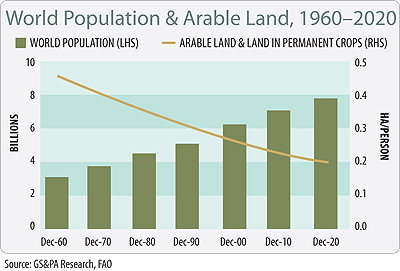 World Population & Arable Land, 1960–2020
WORLD POPULATION (LHS) ARABLE LAND & LAND IN PERMANENT CROPS (RHS)
10 0.5
8 0.4
6 0.3
4 0.2
2 0.1
0 0.0
BILLIONS
HA/PERSON
Dec-60 Dec-70 Dec-80 Dec-90 Dec-00 Dec-10 Dec-20
Source: GS&PA Research, FAO